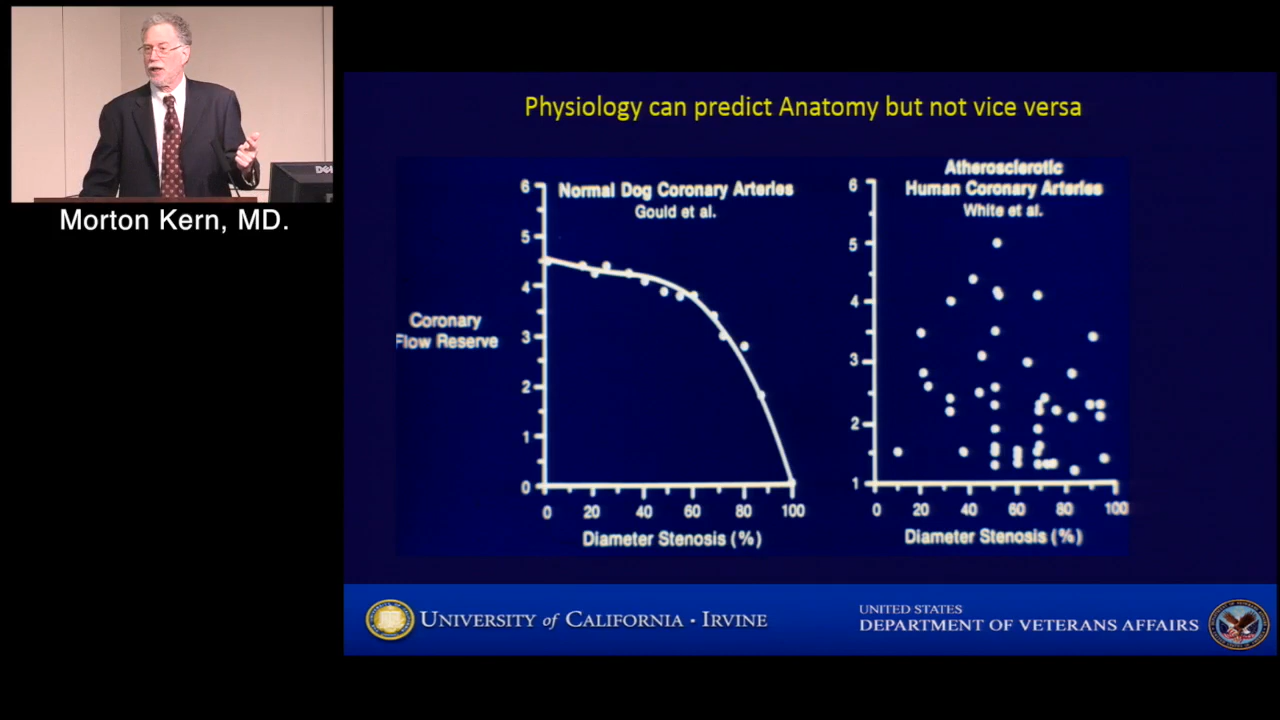 DELL
Morton Kern, MD.
Physiology can predict Anatomy but not vice versa
Normal Dog Coronary Arteries
Gould et al.
Coronary
Flow Reserve
6
5
4
3
2
1
0
0 20 40 60 80 100
Diameter Stenosis (%)
Atherosclerotic
Human Coronary Arteries
White et al.
6
5
4
3
2
1
0 20 40 60 80 100
Diameter Stenosis (%)
UNIVERSITY of CALIFORNIA • IRVINE
UNITED STATES
DEPARTMENT OF VETERANS AFFAIRS